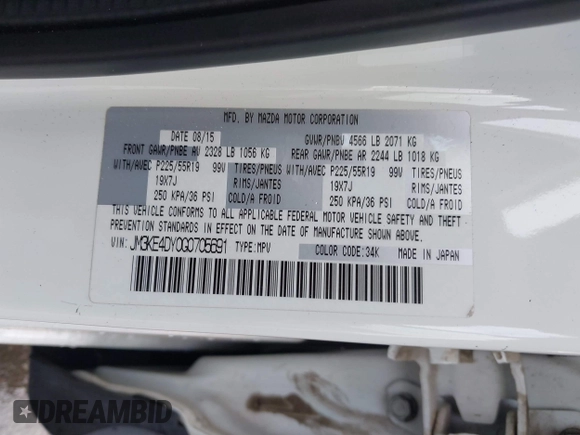 MFD. BY MAZDA MOTOR CORPORATION
DATE 08/15 GVWR/PNBV 4566 LB 2071 KG
FRONT GAWR/PNBE AV 2328 LB 1056 KG REAR GAWR/PNBE AR 2244 LB 1018 KG
WITH/AVEC P225/55R19 99V TIRES/PNEUS WITH/AVEC P225/55R19 99V TIRES/PNEUS
19X7J RIMS/JANTES 19X7J RIMS/JANTES
250 KPA/36 PSI COLD/A FROID 250 KPA/36 PSI COLD/A FROID
THIS VEHICLE CONFORMS TO ALL APPLICABLE FEDERAL MOTOR VEHICLE SAFETY AND THEFT
PREVENTION STANDARDS IN EFFECT ON THE DATE OF MANUFACTURE SHOWN ABOVE.
VIN: JM3KE4DY0G0705691 TYPE:MPV COLOR CODE:34K MADE IN JAPAN
DREAMBID